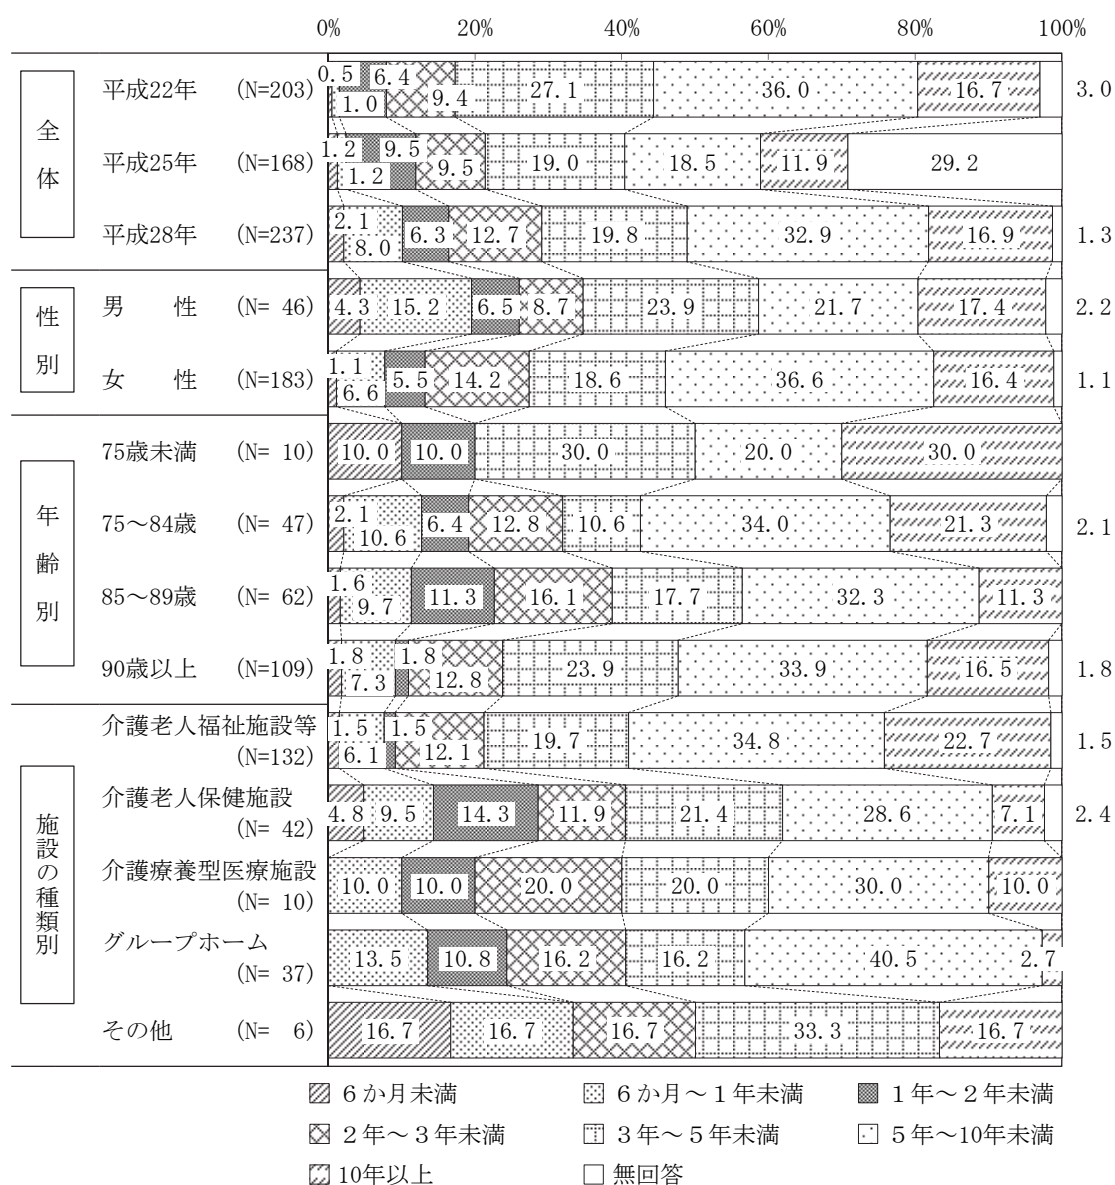 0% 20% 40% 60% 80% 100%
全体
平成22年 (N=203) 0.5 1.0 6.4 9.4 27.1 36.0 16.7 3.0
平成25年 (N=168) 1.2 1.2 9.5 9.5 19.0 18.5 11.9 29.2
平成28年 (N=237) 2.1 8.0 6.3 12.7 19.8 32.9 16.9 1.3
性別
男性 (N= 46) 4.3 15.2 6.5 8.7 23.9 21.7 17.4 2.2
女性 (N=183) 1.1 6.6 5.5 14.2 18.6 36.6 16.4 1.1
年齢別
75歳未満 (N= 10) 10.0 10.0 30.0 20.0 30.0
75～84歳 (N= 47) 2.1 10.6 6.4 12.8 10.6 34.0 21.3 2.1
85～89歳 (N= 62) 1.6 9.7 11.3 16.1 17.7 32.3 11.3
90歳以上 (N=109) 1.8 7.3 1.8 12.8 23.9 33.9 16.5 1.8
施設の種類別
介護老人福祉施設等
(N=132) 1.5 6.1 1.5 12.1 19.7 34.8 22.7 1.5
介護老人保健施設
(N= 42) 4.8 9.5 14.3 11.9 21.4 28.6 7.1 2.4
介護療養型医療施設
(N= 10) 10.0 10.0 20.0 20.0 30.0 10.0
グループホーム
(N= 37) 13.5 10.8 16.2 16.2 40.5 2.7
その他 (N= 6) 16.7 16.7 16.7 33.3 16.7
６か月未満 ６か月～１年未満 １年～２年未満
２年～３年未満 ３年～５年未満 ５年～10年未満
10年以上 無回答